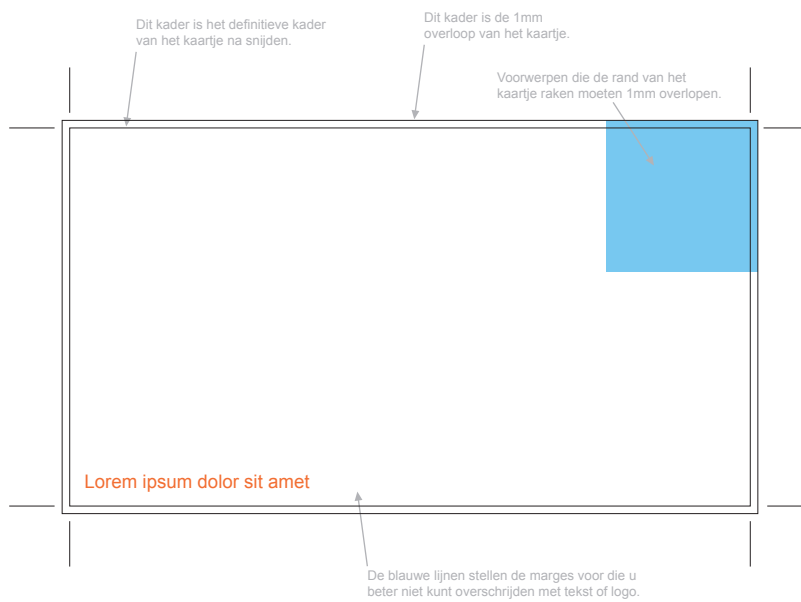 Dit kader is het definitieve kader
van het kaartje na snijden.
Dit kader is de 1mm
overloop van het kaartje.
Voorwerpen die de rand van het
kaartje raken moeten 1mm overlopen.
Lorem ipsum dolor sit amet
De blauwe lijnen stellen de marges voor die u
beter niet kunt overschrijden met tekst of logo.